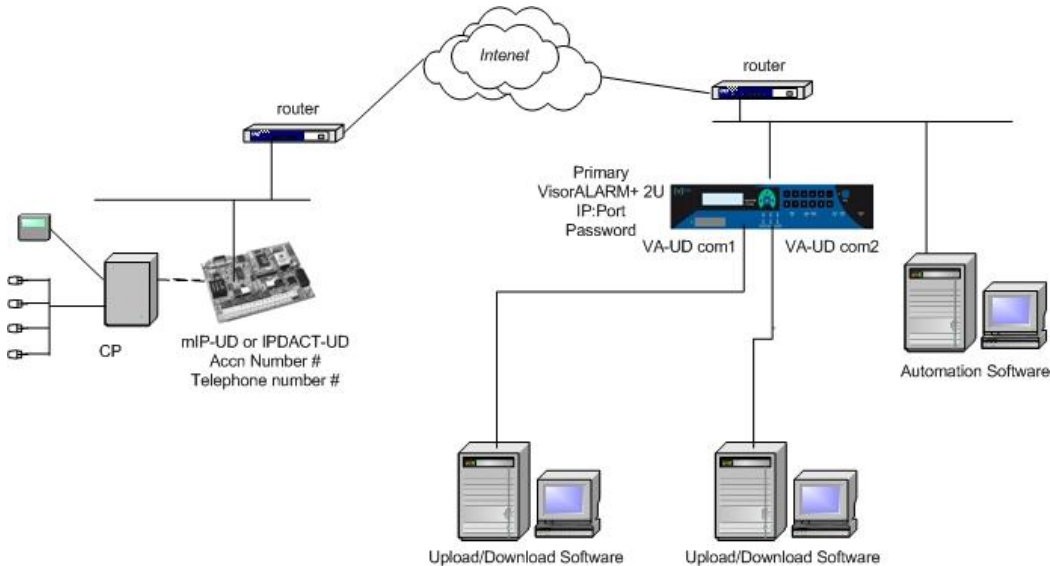 Intenet
router
router
Primary
VisorALARM+ 2U
IP:Port
Password
VA-UD com1
VA-UD com2
CP
mIP-UD or IPDACT-UD
Accn Number #
Telephone number #
Automation Software
Upload/Download Software
Upload/Download Software